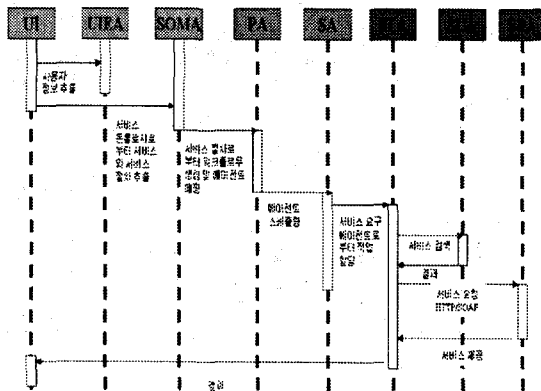 UI
UIRA
SOMA
PA
SA
사용자
정보 추출
서비스
온톨로지로
부터 서비스
와 서비스
절차 추출
서비스 절차로
부터 워크플로우
생성 및 에이전트
매핑
에이전트
스케줄링
서비스 요구
에이전트로
부터 작업
할당
서비스 검색
결과
서비스 요청
HTTP/SOAP
서비스 제공